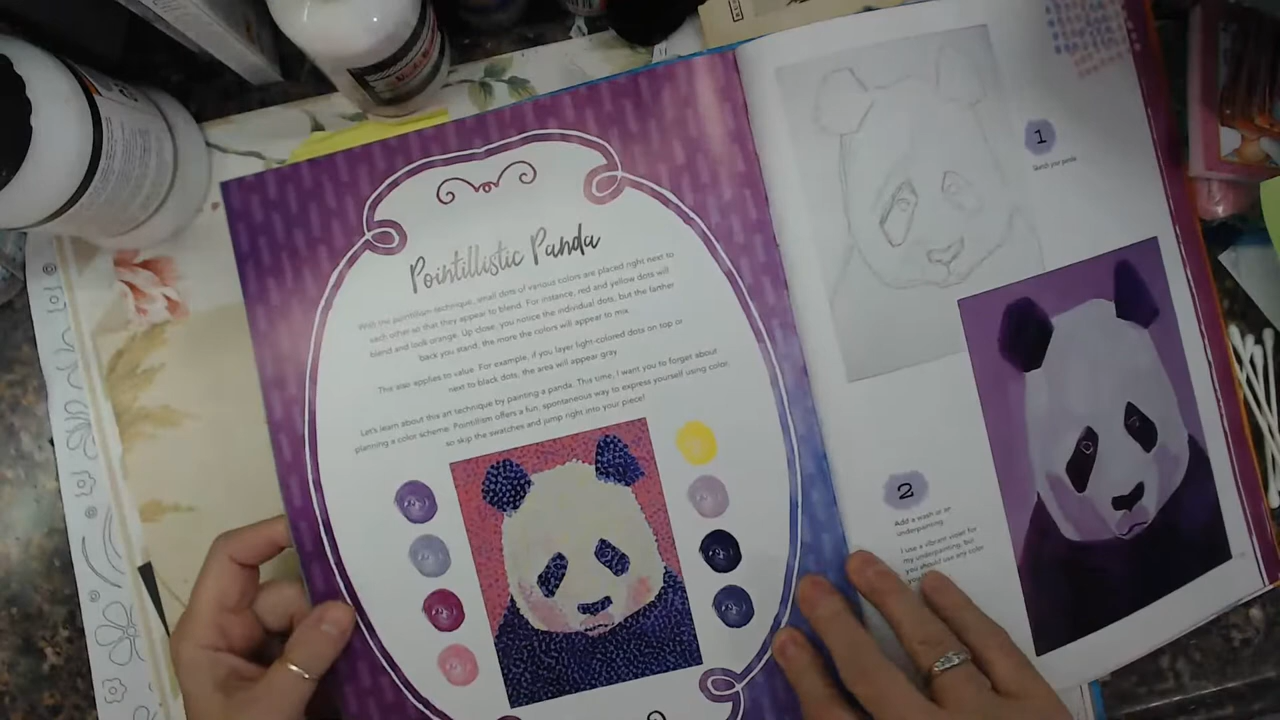 Pointillistic Panda
With the pointillism technique, small dots of various colors are placed right next to
each other so that they appear to blend. For instance, red and yellow dots will
blend and look orange. Up close, you notice the individual dots, but the farther
back you stand, the more the colors will appear to mix.
This also applies to value. For example, if you layer light-colored dots on top or
next to black dots, the area will appear gray.
Let's learn about this art technique by painting a panda. This time, I want you to forget about
planning a color scheme. Pointillism offers a fun, spontaneous way to express yourself using color,
so skip the swatches and jump right into your piece!
1
Sketch your panda.
2
Add a wash or an
underpainting.
I use a vibrant violet for
my underpainting, but
you should use any color